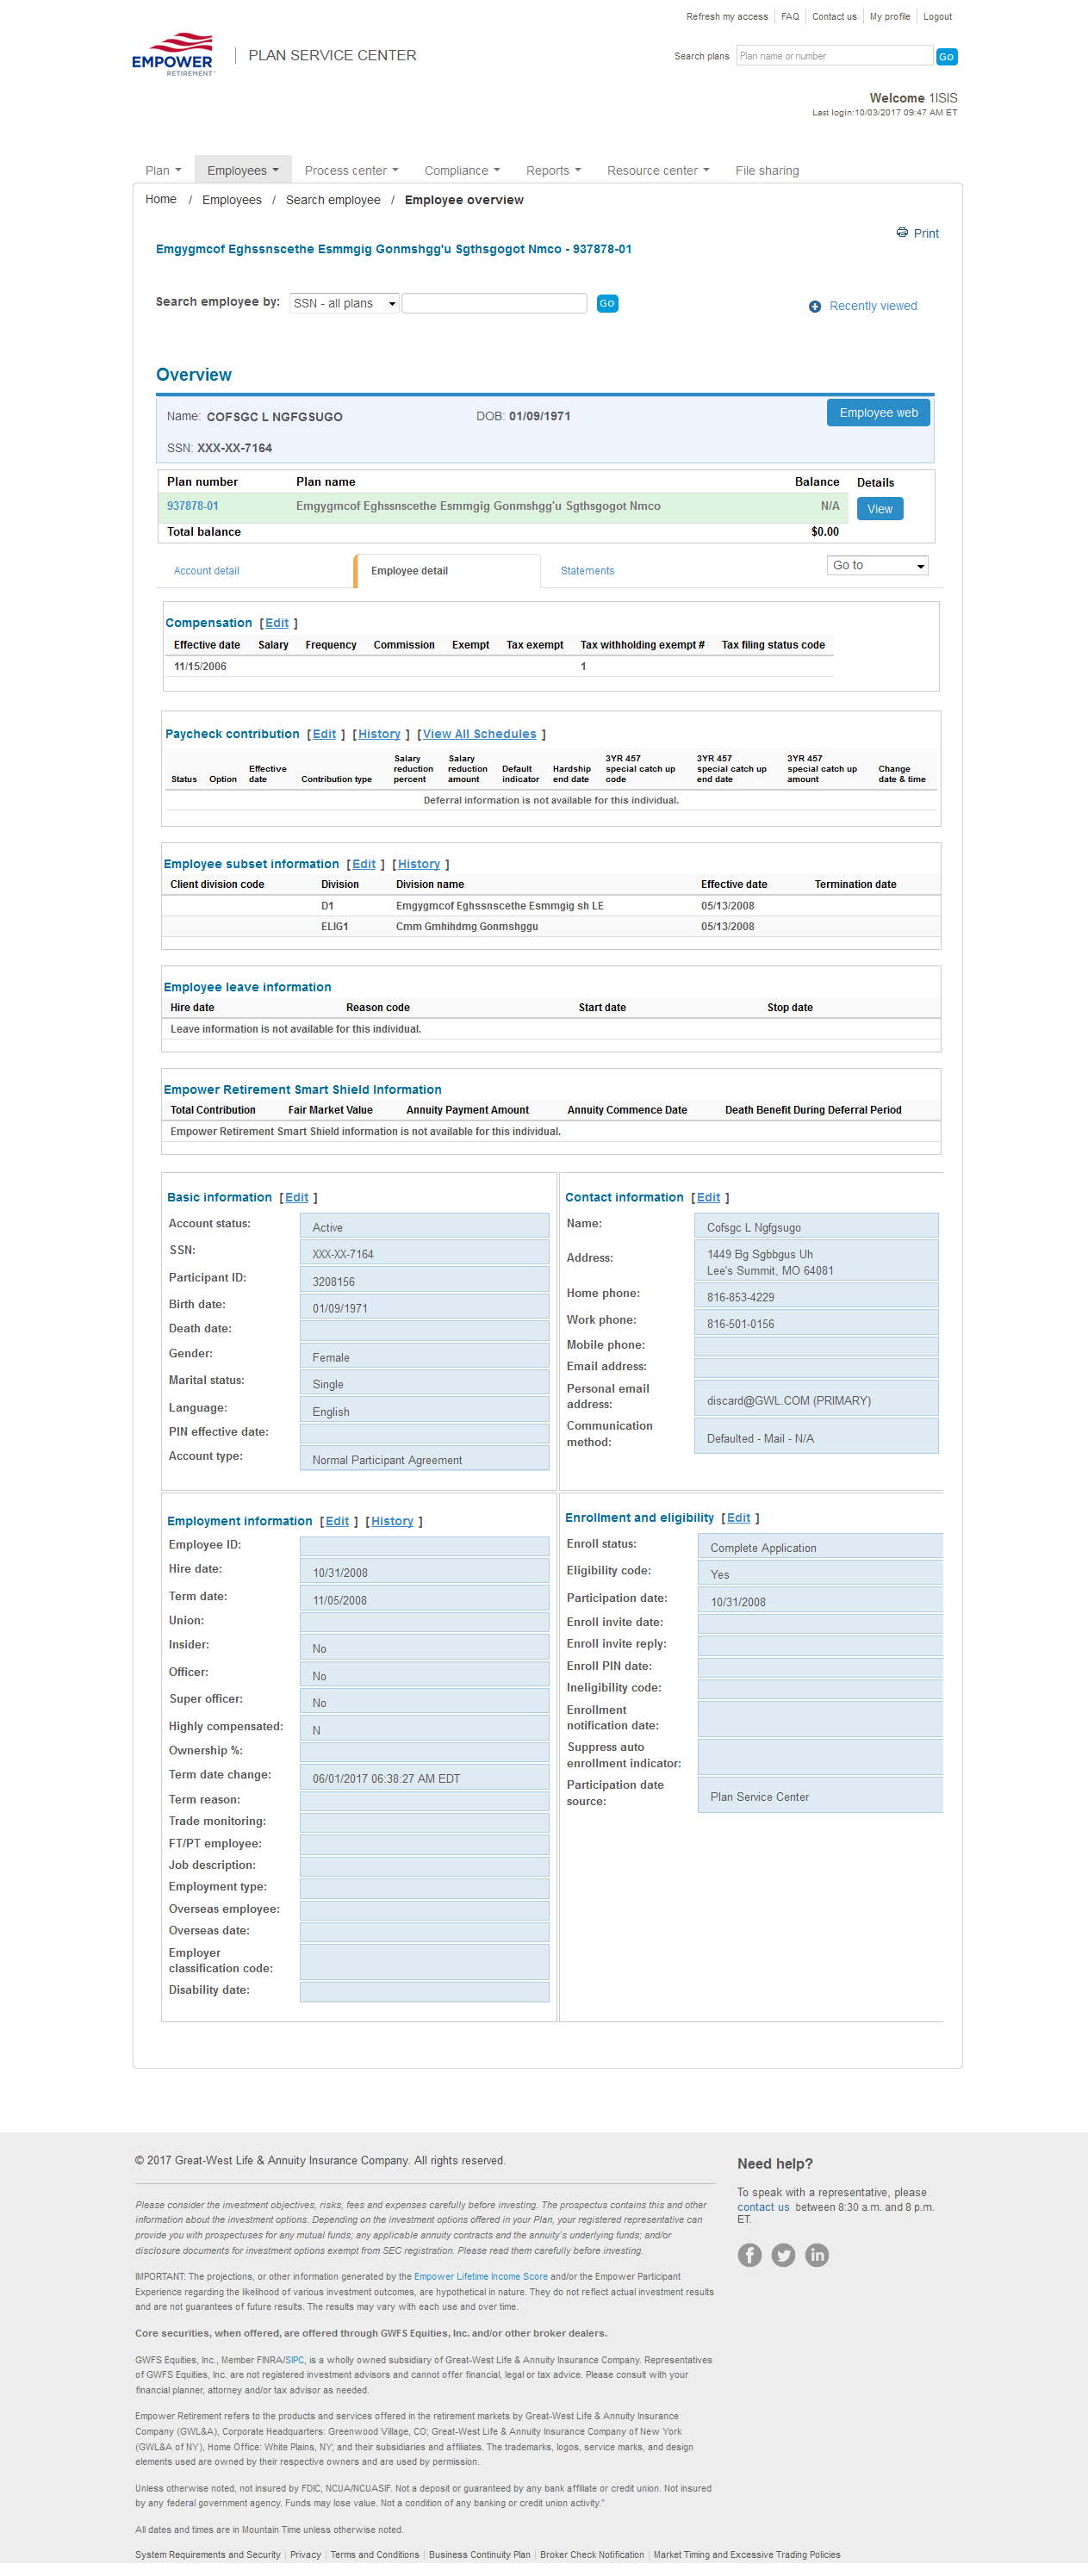 Refresh my access | FAQ | Contact us | My profile | Logout
EMPOWER
RETIREMENT™
PLAN SERVICE CENTER
Search plans Plan name or number Go
Welcome 1ISIS
Last login:10/03/2017 09:47 AM ET
Plan Employees Process center Compliance Reports Resource center File sharing
Home / Employees / Search employee / Employee overview
Print
Emgygmcof Eghssnscethe Esmmgig Gonmshgg'u Sgthsgogot Nmco - 937878-01
Search employee by: SSN - all plans Go
Recently viewed
Overview
Name: COFSGC L NGFGSUGO DOB: 01/09/1971 Employee web
SSN: XXX-XX-7164
Plan number Plan name Balance Details
937878-01 Emgygmcof Eghssnscethe Esmmgig Gonmshgg'u Sgthsgogot Nmco N/A View
Total balance $0.00
Account detail Employee detail Statements Go to
Compensation [ Edit ]
Effective date Salary Frequency Commission Exempt Tax exempt Tax withholding exempt # Tax filing status code
11/15/2006 1
Paycheck contribution [ Edit ] [ History ] [ View All Schedules ]
Status Option Effective date Contribution type Salary reduction percent Salary reduction amount Default indicator Hardship end date 3YR 457 special catch up code 3YR 457 special catch up end date 3YR 457 special catch up amount Change date & time
Deferral information is not available for this individual.
Employee subset information [ Edit ] [ History ]
Client division code Division Division name Effective date Termination date
D1 Emgygmcof Eghssnscethe Esmmgig sh LE 05/13/2008
ELIG1 Cmm Gmhihdmg Gonmshggu 05/13/2008
Employee leave information
Hire date Reason code Start date Stop date
Leave information is not available for this individual.
Empower Retirement Smart Shield Information
Total Contribution Fair Market Value Annuity Payment Amount Annuity Commence Date Death Benefit During Deferral Period
Empower Retirement Smart Shield information is not available for this individual.
Basic information [ Edit ]
Account status: Active
SSN: XXX-XX-7164
Participant ID: 3208156
Birth date: 01/09/1971
Death date:
Gender: Female
Marital status: Single
Language: English
PIN effective date:
Account type: Normal Participant Agreement
Contact information [ Edit ]
Name: Cofsgc L Ngfgsugo
Address: 1449 Bg Sgbbgus Uh
Lee's Summit, MO 64081
Home phone: 816-853-4229
Work phone: 816-501-0156
Mobile phone:
Email address:
Personal email
address: discard@GWL.COM (PRIMARY)
Communication
method: Defaulted - Mail - N/A
Employment information [ Edit ] [ History ]
Employee ID:
Hire date: 10/31/2008
Term date: 11/05/2008
Union:
Insider: No
Officer: No
Super officer: No
Highly compensated: N
Ownership %:
Term date change: 06/01/2017 06:38:27 AM EDT
Term reason:
Trade monitoring:
FT/PT employee:
Job description:
Employment type:
Overseas employee:
Overseas date:
Employer
classification code:
Disability date:
Enrollment and eligibility [ Edit ]
Enroll status: Complete Application
Eligibility code: Yes
Participation date: 10/31/2008
Enroll invite date:
Enroll invite reply:
Enroll PIN date:
Ineligibility code:
Enrollment
notification date:
Suppress auto
enrollment indicator:
Participation date
source: Plan Service Center
© 2017 Great-West Life & Annuity Insurance Company. All rights reserved.
Please consider the investment objectives, risks, fees and expenses carefully before investing. The prospectus contains this and other
information about the investment options. Depending on the investment options offered in your Plan, your registered representative can
provide you with prospectuses for any mutual funds; any applicable annuity contracts and the annuity's underlying funds; and/or
disclosure documents for investment options exempt from SEC registration. Please read them carefully before investing.
IMPORTANT: The projections, or other information generated by the Empower Lifetime Income Score and/or the Empower Participant
Experience regarding the likelihood of various investment outcomes, are hypothetical in nature. They do not reflect actual investment results
and are not guarantees of future results. The results may vary with each use and over time.
Core securities, when offered, are offered through GWFS Equities, Inc. and/or other broker dealers.
GWFS Equities, Inc., Member FINRA/SIPC, is a wholly owned subsidiary of Great-West Life & Annuity Insurance Company. Representatives
of GWFS Equities, Inc. are not registered investment advisors and cannot offer financial, legal or tax advice. Please consult with your
financial planner, attorney and/or tax advisor as needed.
Empower Retirement refers to the products and services offered in the retirement markets by Great-West Life & Annuity Insurance
Company (GWL&A), Corporate Headquarters: Greenwood Village, CO; Great-West Life & Annuity Insurance Company of New York
(GWL&A of NY), Home Office: White Plains, NY; and their subsidiaries and affiliates. The trademarks, logos, service marks, and design
elements used are owned by their respective owners and are used by permission.
Unless otherwise noted, not insured by FDIC, NCUA/NCUASIF. Not a deposit or guaranteed by any bank affiliate or credit union. Not insured
by any federal government agency. Funds may lose value. Not a condition of any banking or credit union activity."
All dates and times are in Mountain Time unless otherwise noted.
System Requirements and Security | Privacy | Terms and Conditions | Business Continuity Plan | Broker Check Notification | Market Timing and Excessive Trading Policies
Need help?
To speak with a representative, please
contact us between 8:30 a.m. and 8 p.m.
ET.